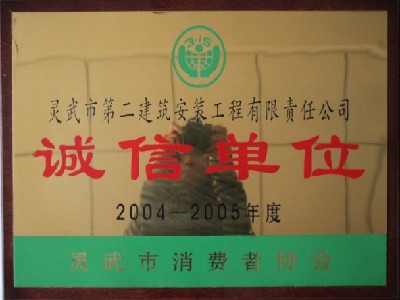 315
灵武市第二建筑安装工程有限责任公司
诚信单位
2004—2005年度
灵武市消费者协会